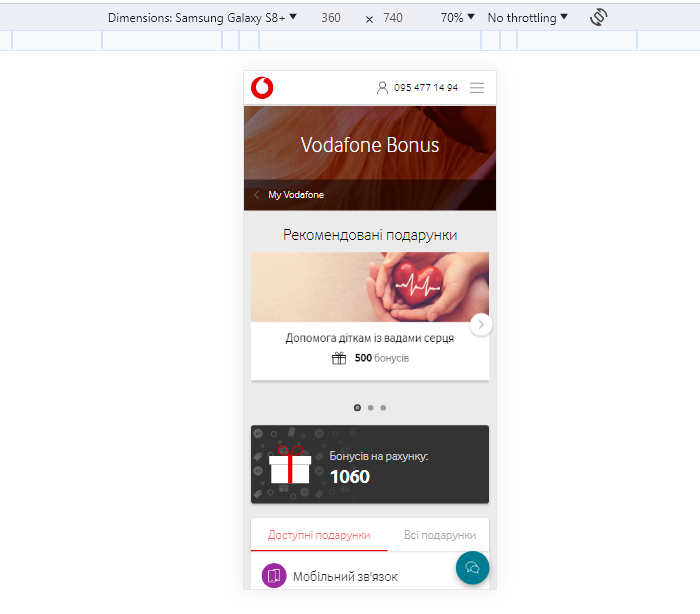 Dimensions: Samsung Galaxy S8+ 360 × 740 70% No throttling
095 477 14 94
Vodafone Bonus
My Vodafone
Рекомендовані подарунки
Допомога діткам із вадами серця
500 бонусів
Бонусів на рахунку:
1060
Доступні подарунки Всі подарунки
Мобільний зв'язок